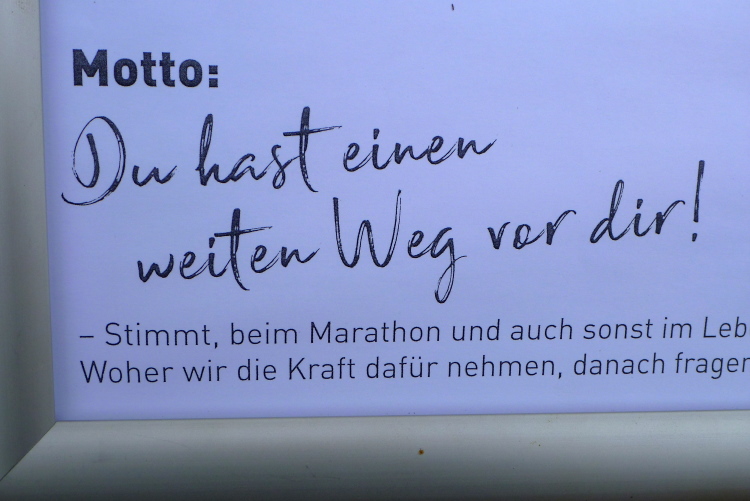 Motto:
Du hast einen
weiten Weg vor dir!
– Stimmt, beim Marathon und auch sonst im Leb
Woher wir die Kraft dafür nehmen, danach fragen